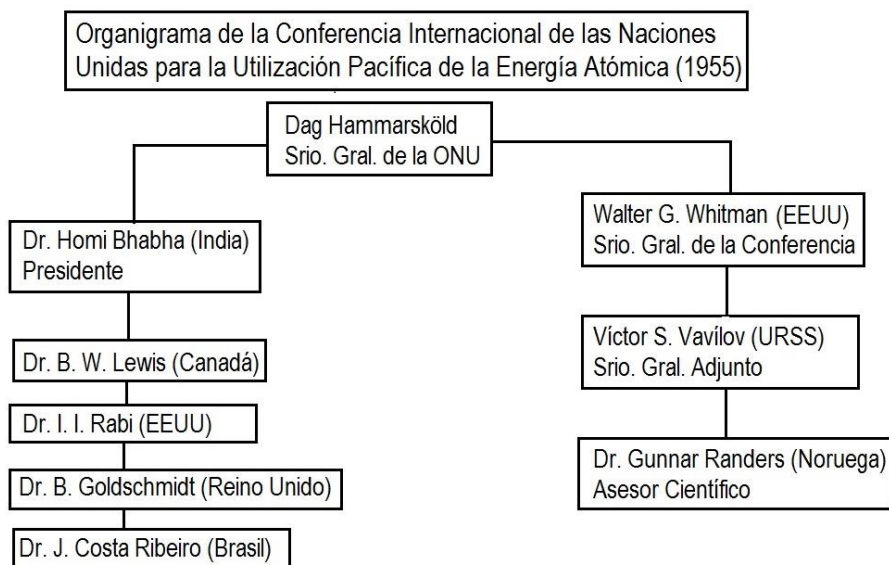 Organigrama de la Conferencia Internacional de las Naciones
Unidas para la Utilización Pacífica de la Energía Atómica (1955)
Dag Hammarsköld
Srio. Gral. de la ONU
Dr. Homi Bhabha (India)
Presidente
Dr. B. W. Lewis (Canadá)
Dr. I. I. Rabi (EEUU)
Dr. B. Goldschmidt (Reino Unido)
Dr. J. Costa Ribeiro (Brasil)
Walter G. Whitman (EEUU)
Srio. Gral. de la Conferencia
Víctor S. Vavílov (URSS)
Srio. Gral. Adjunto
Dr. Gunnar Randers (Noruega)
Asesor Científico